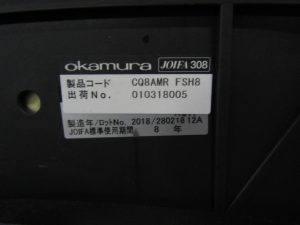 okamura JOIFA 308
製品コード CQ8AMR FSH8
出荷No. 010318005
製造年/ロットNo. 2018/280218 12A
JOIFA標準使用期間 8 年